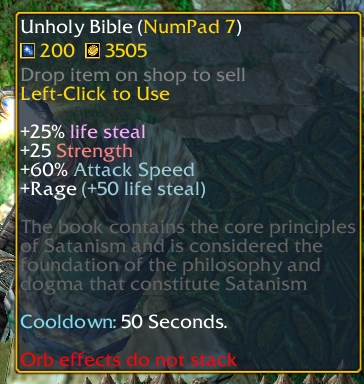 Unholy Bible (NumPad 7)
200 3505
Drop item on shop to sell
Left-Click to Use
+25% life steal
+25 Strength
+60% Attack Speed
+Rage (+50 life steal)
The book contains the core principles
of Satanism and is considered the
foundation of the philosophy and
dogma that constitute Satanism
Cooldown: 50 Seconds.
Orb effects do not stack